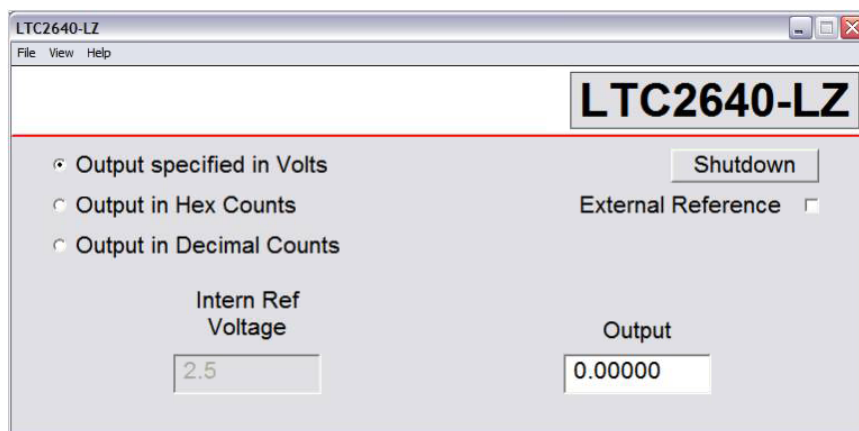 LTC2640-LZ
File View Help
LTC2640-LZ
Output specified in Volts
Shutdown
Output in Hex Counts
External Reference
Output in Decimal Counts
Intern Ref
Voltage
Output
2.5
0.00000